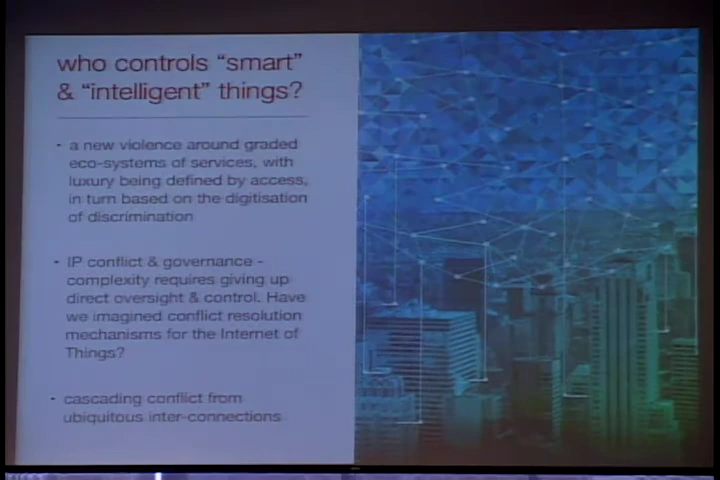 who controls “smart”
& “intelligent” things?
- a new violence around graded
eco-systems of services, with
luxury being defined by access,
in turn based on the digitisation
of discrimination
- IP conflict & governance -
complexity requires giving up
direct oversight & control. Have
we imagined conflict resolution
mechanisms for the Internet of
Things?
- cascading conflict from
ubiquitous inter-connections